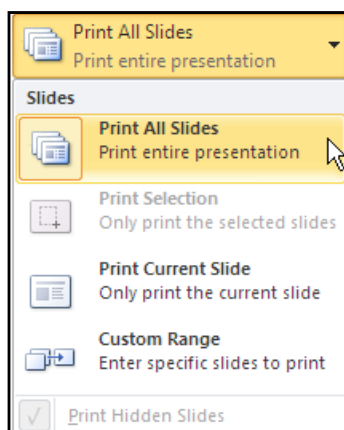 Print All Slides
Print entire presentation
Slides
Print All Slides
Print entire presentation
Print Selection
Only print the selected slides
Print Current Slide
Only print the current slide
Custom Range
Enter specific slides to print
Print Hidden Slides